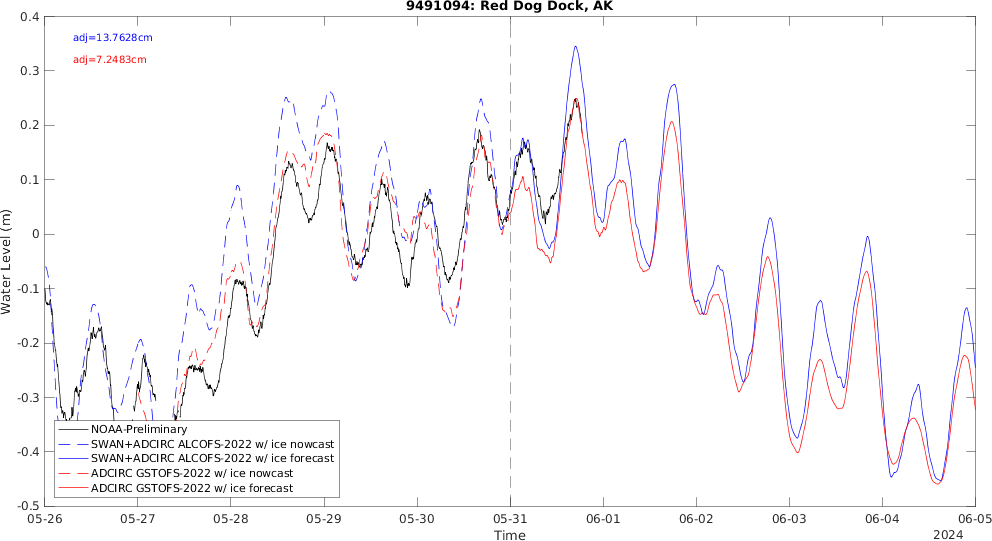 9491094: Red Dog Dock, AK
adj=13.7628cm
adj=7.2483cm
Water Level (m)
0.4
0.3
0.2
0.1
0
-0.1
-0.2
-0.3
-0.4
-0.5
NOAA-Preliminary
SWAN+ADCIRC ALCOFS-2022 w/ ice nowcast
SWAN+ADCIRC ALCOFS-2022 w/ ice forecast
ADCIRC GSTOFS-2022 w/ ice nowcast
ADCIRC GSTOFS-2022 w/ ice forecast
05-26 05-27 05-28 05-29 05-30 05-31 06-01 06-02 06-03 06-04 06-05
Time
2024